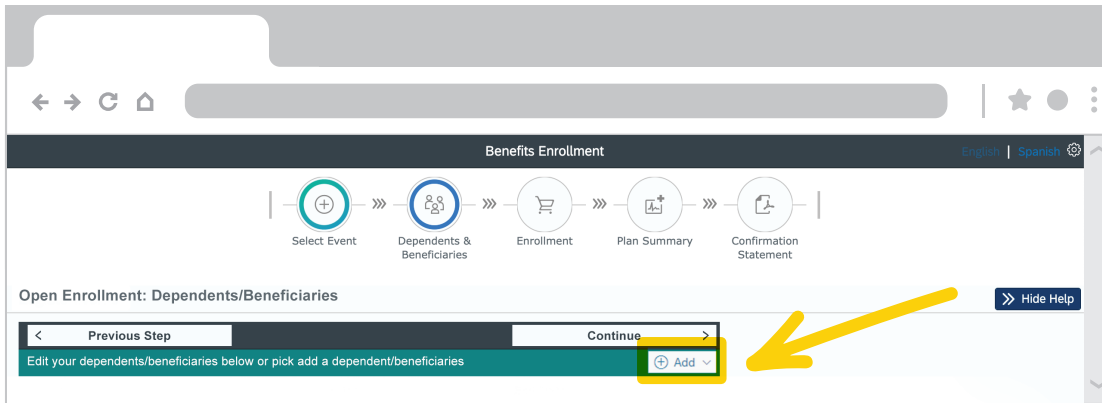 Benefits Enrollment
English | Spanish
Select Event
Dependents &
Beneficiaries
Enrollment
Plan Summary
Confirmation
Statement
Open Enrollment: Dependents/Beneficiaries
Hide Help
Previous Step
Continue
Edit your dependents/beneficiaries below or pick add a dependent/beneficiaries
Add